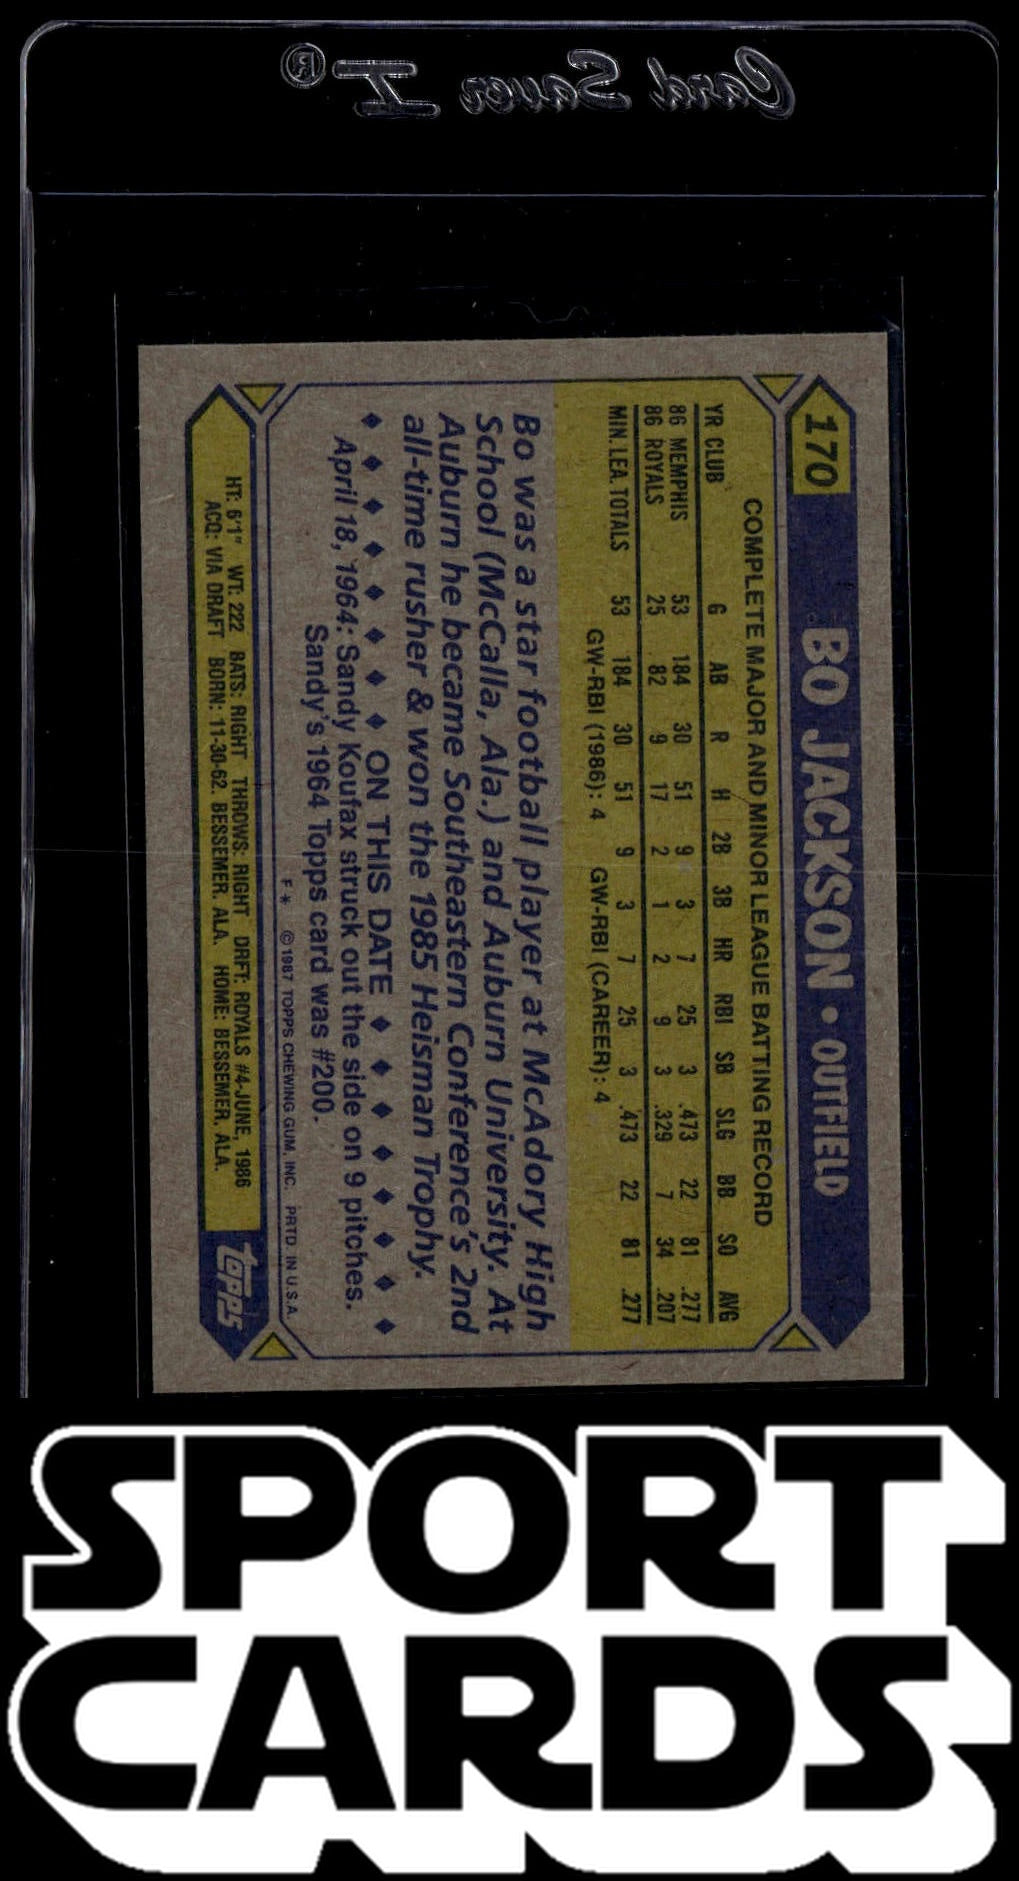 Card Saver I®
170 BO JACKSON • OUTFIELD
COMPLETE MAJOR AND MINOR LEAGUE BATTING RECORD
YR CLUB G AB R H 2B 3B HR RBI SB SLG BB SO AVG
86 MEMPHIS 53 184 30 51 9 3 7 25 3 .473 22 81 .277
86 ROYALS 25 82 9 17 2 1 2 9 3 .329 7 34 .207
MIN. LEA. TOTALS 53 184 30 51 9 3 7 25 3 .473 22 81 .277
GW-RBI (1986): 4 GW-RBI (CAREER): 4
Bo was a star football player at McAdory High
School (McCalla, Ala.) and Auburn University. At
Auburn he became Southeastern Conference's 2nd
all-time rusher & won the 1985 Heisman Trophy.
◆ ◆ ◆ ◆ ◆ ◆ ◆ ◆ ON THIS DATE ◆ ◆ ◆ ◆ ◆ ◆ ◆ ◆
April 18, 1964: Sandy Koufax struck out the side on 9 pitches.
Sandy's 1964 Topps card was #200.
F* ©1987 TOPPS CHEWING GUM, INC. PRTD. IN U.S.A.
HT: 6'1" WT: 222 BATS: RIGHT THROWS: RIGHT DRFT: ROYALS #4-JUNE, 1986
ACQ: VIA DRAFT BORN: 11-30-62, BESSEMER, ALA. HOME: BESSEMER, ALA.
topps
SPORT
CARDS